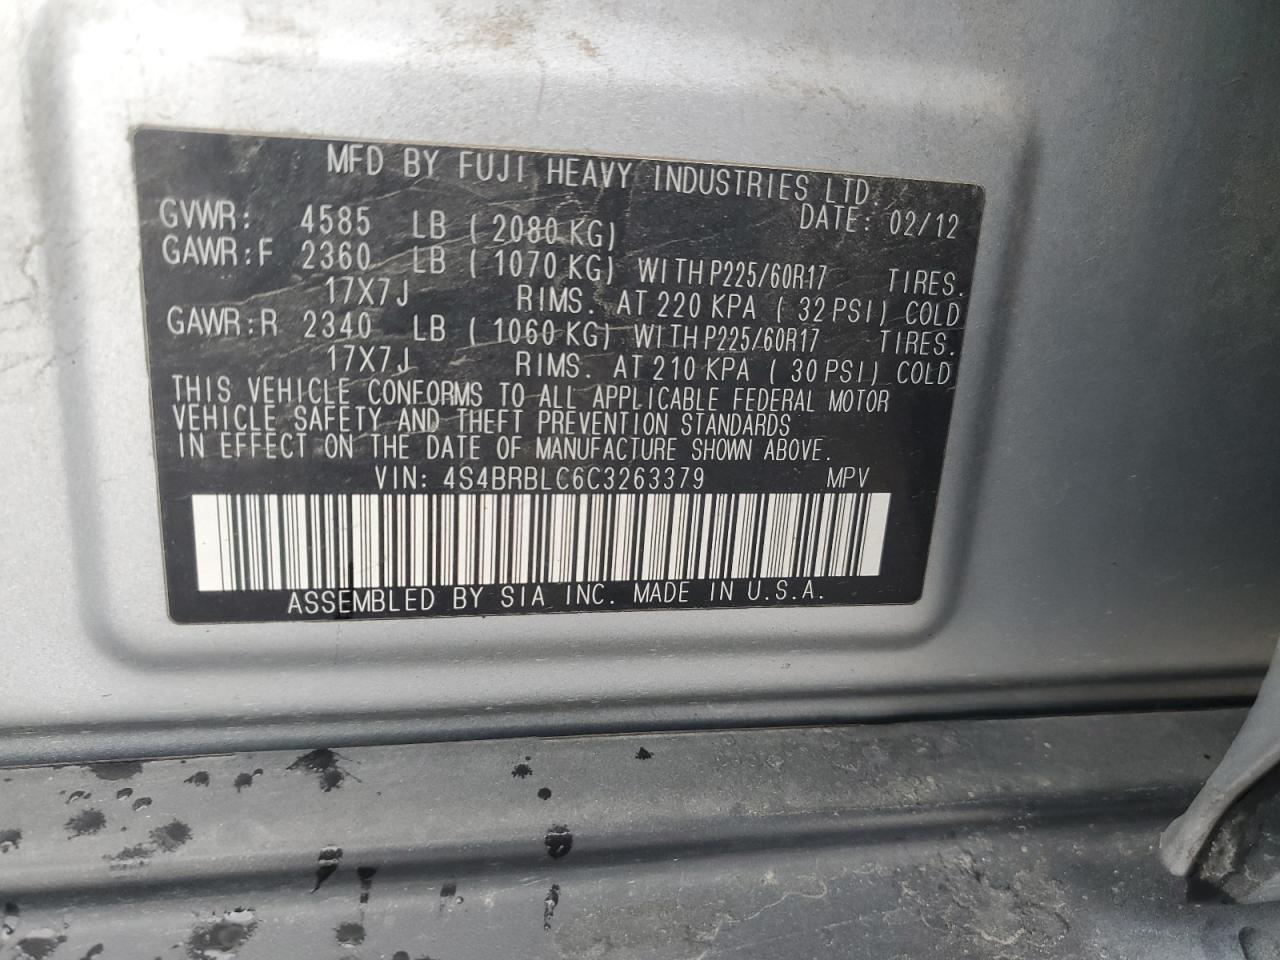 MFD BY FUJI HEAVY INDUSTRIES LTD.
DATE: 02/12
GVWR: 4585 LB ( 2080 KG)
GAWR:F 2360 LB ( 1070 KG) WITH P225/60R17 TIRES.
17X7J RIMS. AT 220 KPA ( 32 PSI) COLD
GAWR:R 2340 LB ( 1060 KG) WITH P225/60R17 TIRES.
17X7J RIMS. AT 210 KPA ( 30 PSI) COLD
THIS VEHICLE CONFORMS TO ALL APPLICABLE FEDERAL MOTOR
VEHICLE SAFETY AND THEFT PREVENTION STANDARDS
IN EFFECT ON THE DATE OF MANUFACTURE SHOWN ABOVE.
VIN: 4S4BRBLC6C3263379 MPV
ASSEMBLED BY SIA INC. MADE IN U.S.A.